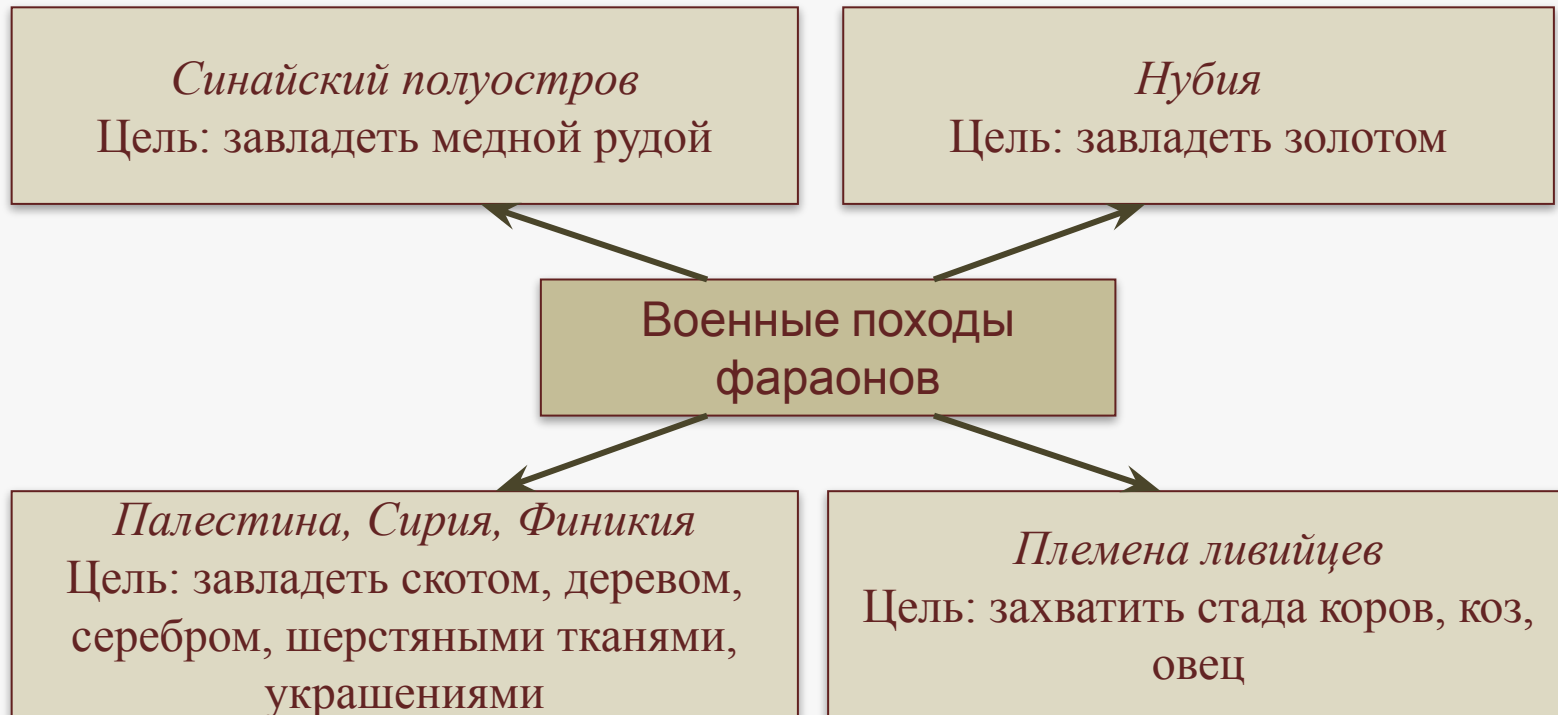 Синайский полуостров
Цель: завладеть медной рудой
Нубия
Цель: завладеть золотом
Военные походы
фараонов
Палестина, Сирия, Финикия
Цель: завладеть скотом, деревом,
серебром, шерстяными тканями,
украшениями
Племена ливийцев
Цель: захватить стада коров, коз,
овец